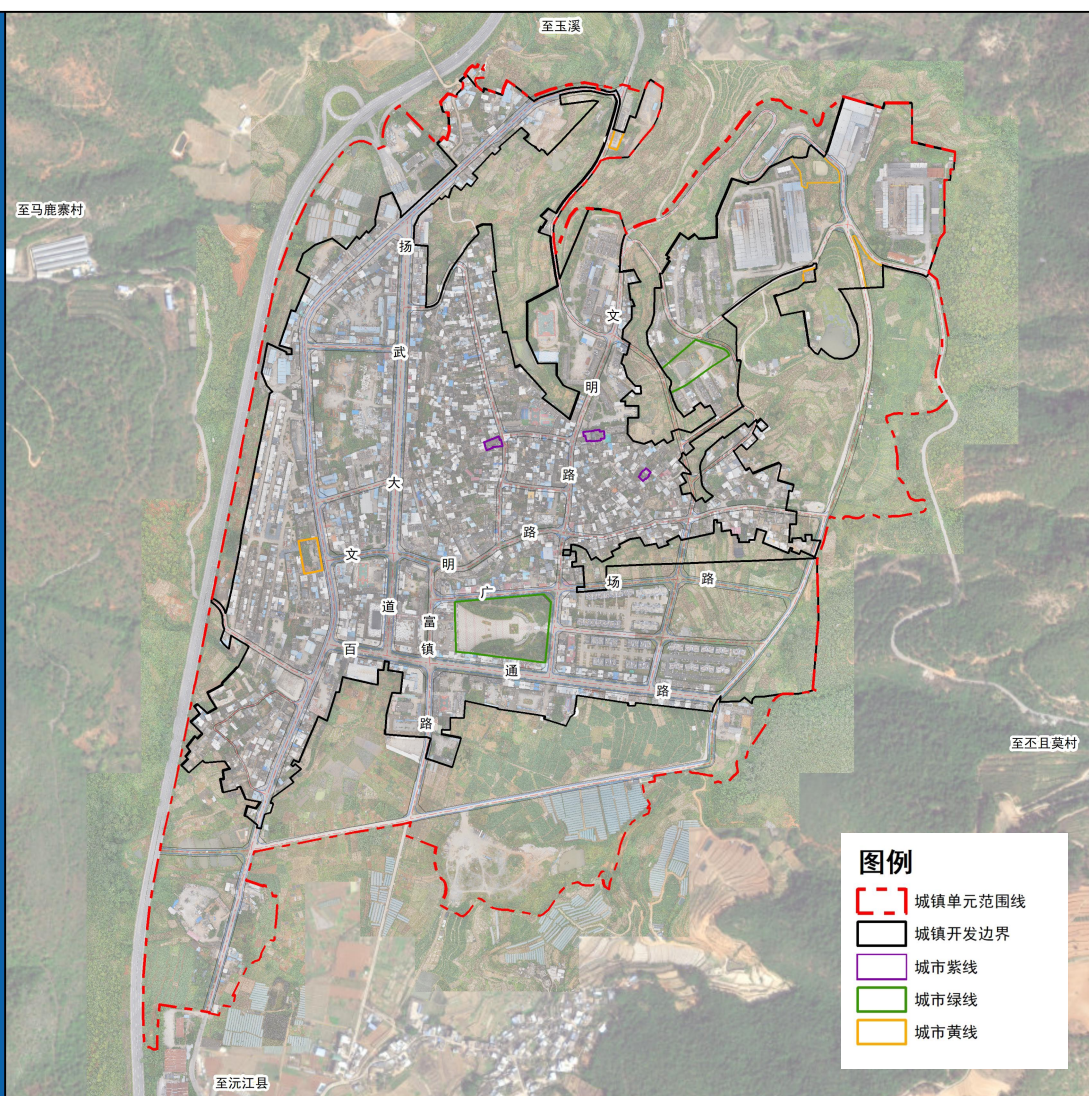 至玉溪
至马鹿寨村
扬武大道
文明路
文明路
广场路
富镇路
百通路
至丕且莫村
图例
城镇单元范围线
城镇开发边界
城市紫线
城市绿线
城市黄线
至沅江县